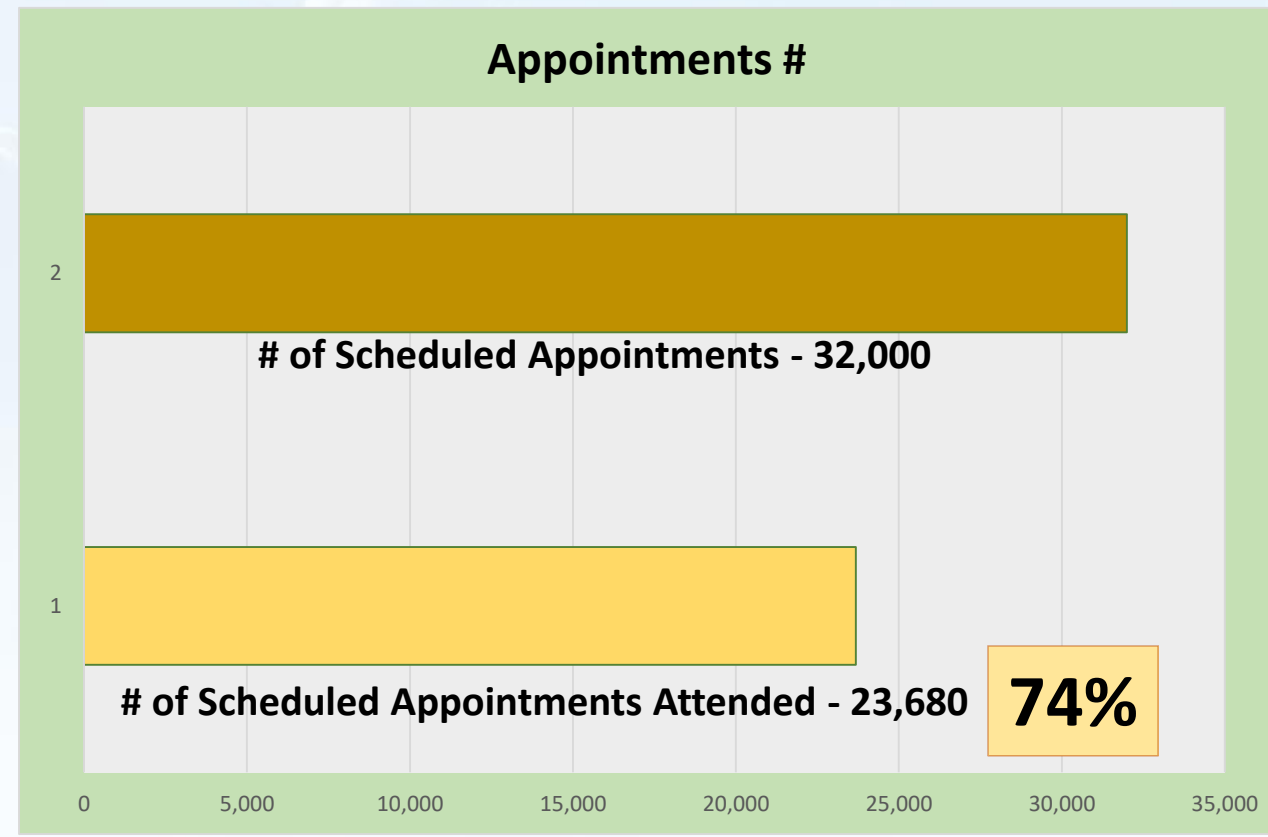 Appointments #
2
# of Scheduled Appointments - 32,000
1
# of Scheduled Appointments Attended - 23,680
74%
0 5,000 10,000 15,000 20,000 25,000 30,000 35,000